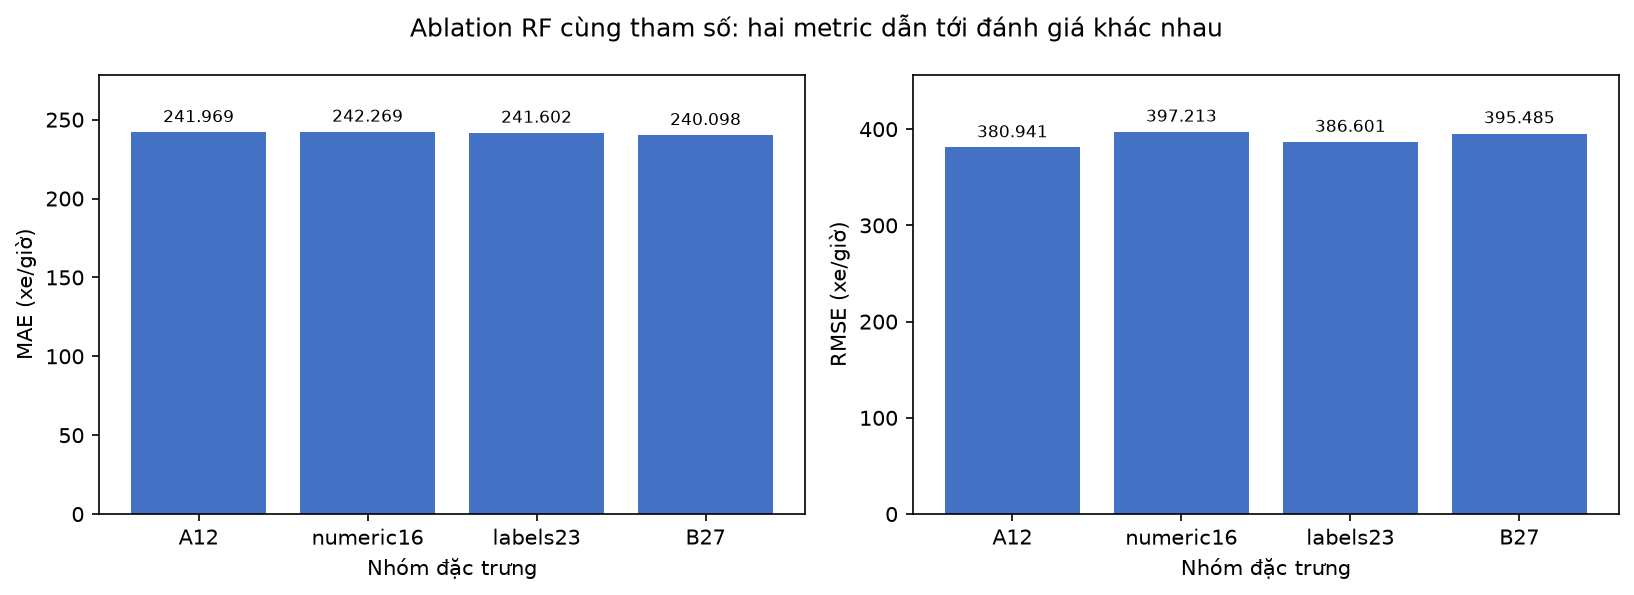 Ablation RF cùng tham số: hai metric dẫn tới đánh giá khác nhau
MAE (xe/giờ)
250
200
150
100
50
0
241.969
242.269
241.602
240.098
A12
numeric16
labels23
B27
Nhóm đặc trưng
RMSE (xe/giờ)
400
300
200
100
0
380.941
397.213
386.601
395.485
A12
numeric16
labels23
B27
Nhóm đặc trưng